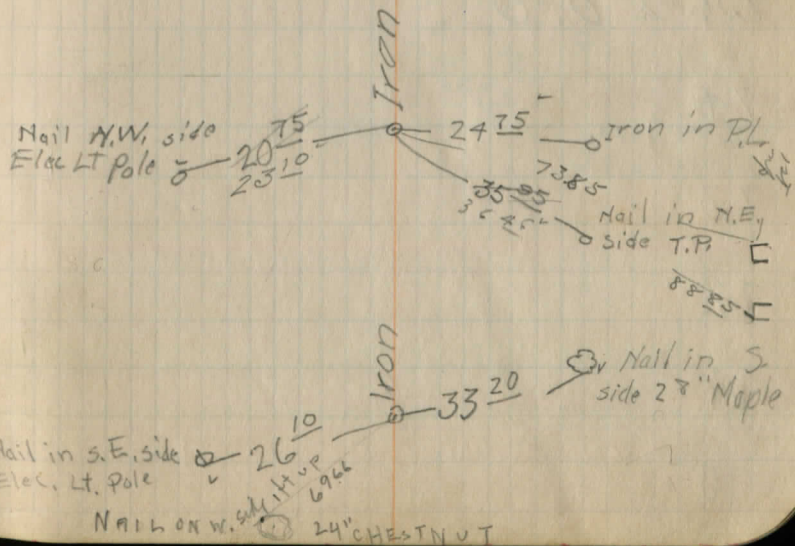 Iron
Nail N.W. side
Elec LT Pole
20 75
23 10
24 75
Iron in P.L.
73.85
35 95
Nail in N.E.
side T.P.
88 85
Iron
33 20
Nail in S.
side 28" Maple
26 10
Nail in S.E. side
Elec. Lt. Pole
69.66
NAIL ON W. side
24" CHESTNUT